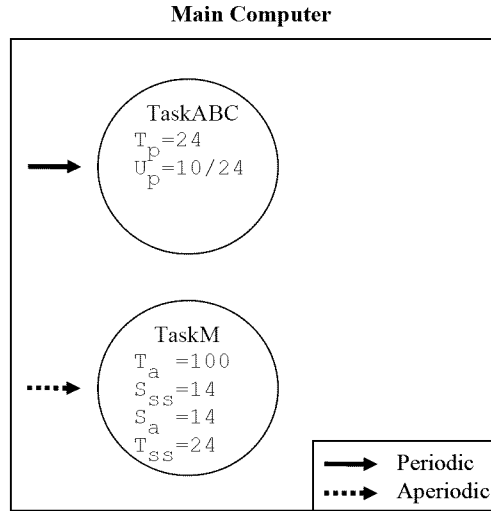 Main Computer
TaskABC
Tp=24
Up=10/24
TaskM
Ta =100
Sss=14
Sa =14
Tss=24
Periodic
Aperiodic